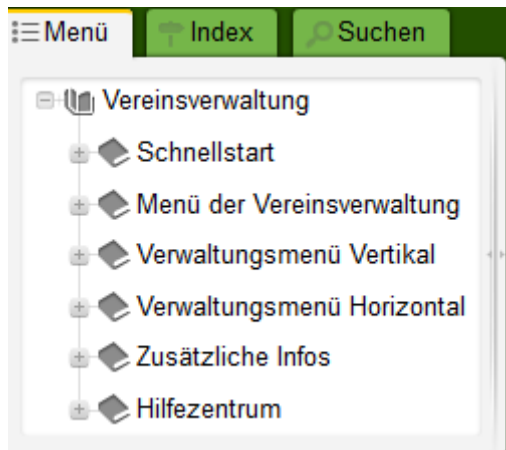 Menü Index Suchen
Vereinsverwaltung
Schnellstart
Menü der Vereinsverwaltung
Verwaltungsmenü Vertikal
Verwaltungsmenü Horizontal
Zusätzliche Infos
Hilfezentrum